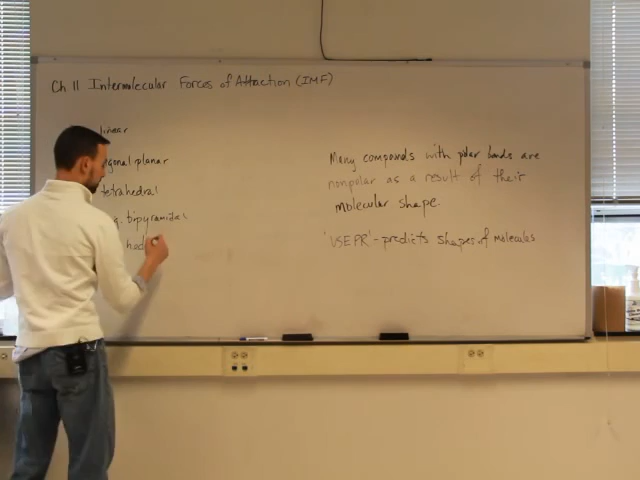 Ch 11 Intermolecular Forces of Attraction (IMF)
linear
gonal planar
tetrahedral
g. bipyramidal
hed
Many compounds with polar bonds are
nonpolar as a result of their
molecular shape.
'VSEPR' - predicts shapes of molecules